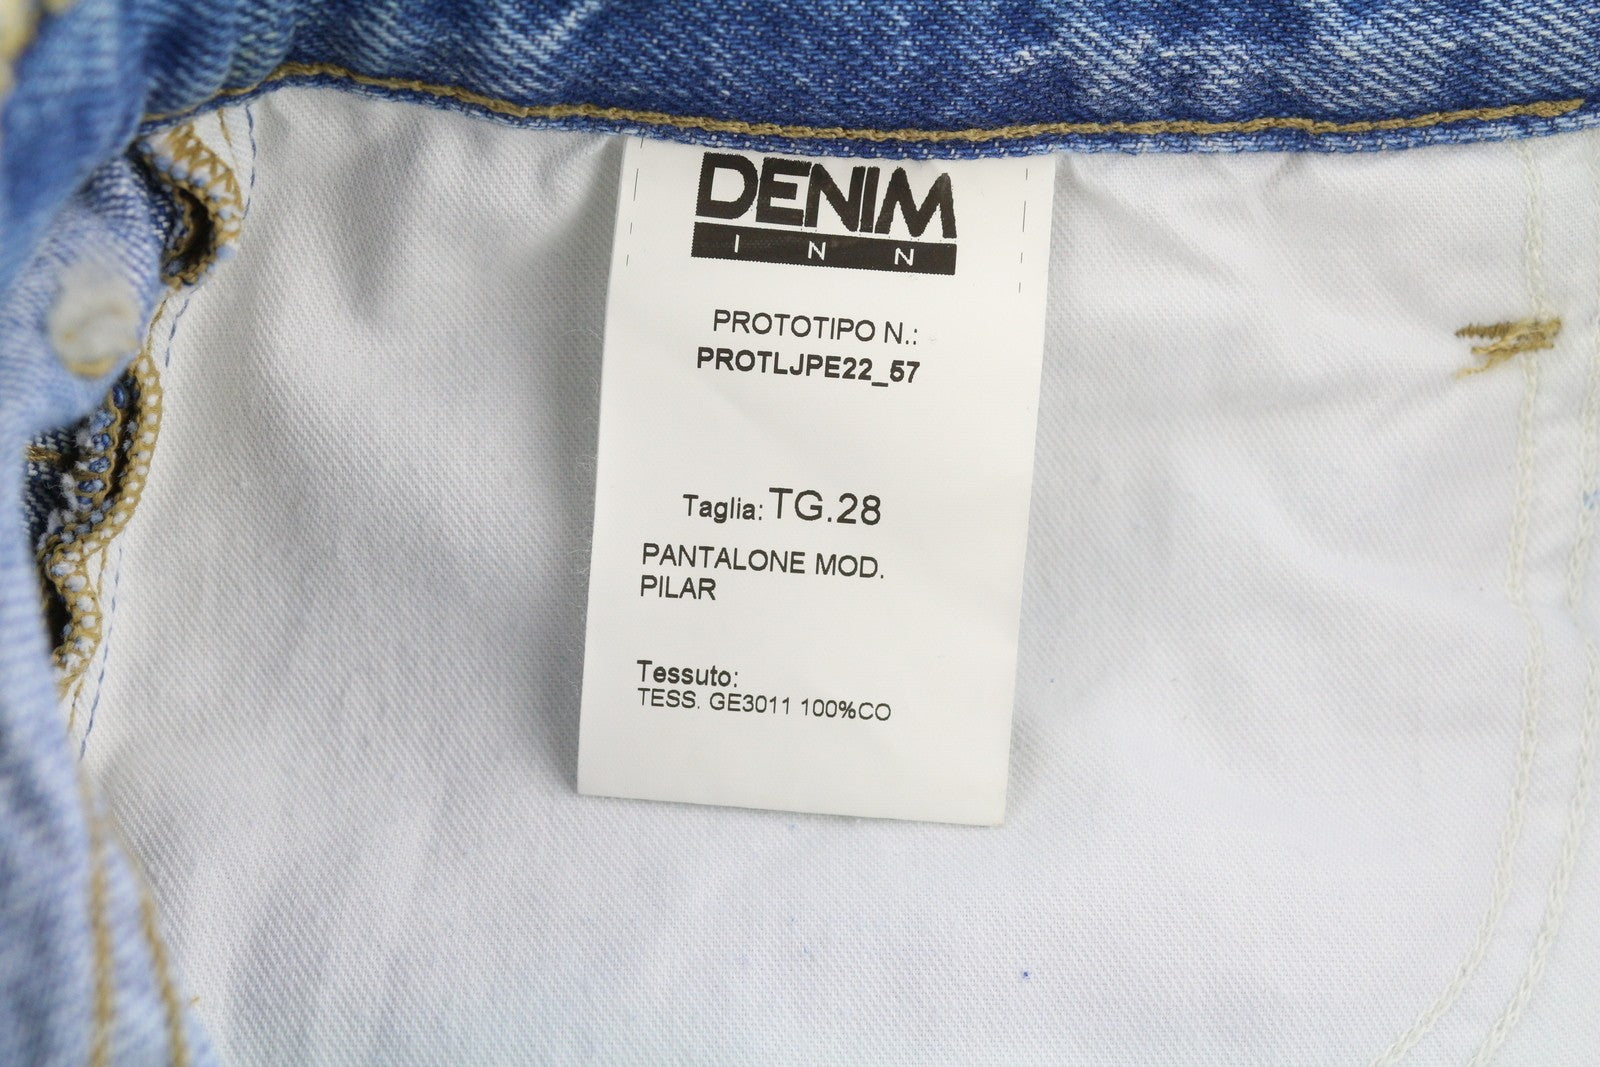 DENIM
INN
PROTOTIPO N.:
PROTLJPE22_57
Taglia: TG.28
PANTALONE MOD.
PILAR
Tessuto:
TESS. GE3011 100%CO